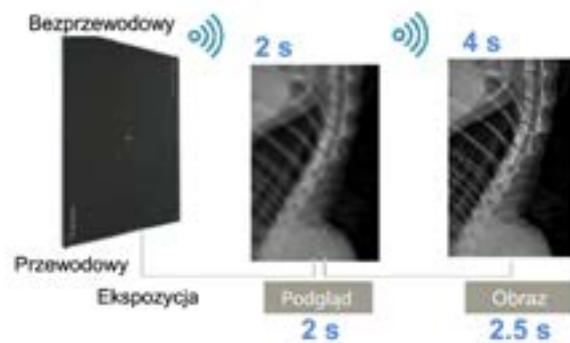 Bezprzewodowy
2 s
4 s
Przewodowy
Ekspozycja
Podgląd
Obraz
2 s
2.5 s